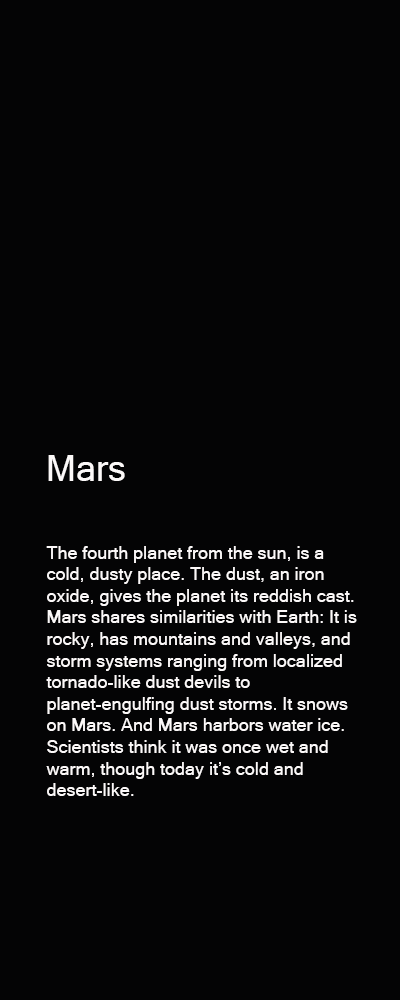 Mars
The fourth planet from the sun, is a
cold, dusty place. The dust, an iron
oxide, gives the planet its reddish cast.
Mars shares similarities with Earth: It is
rocky, has mountains and valleys, and
storm systems ranging from localized
tornado-like dust devils to
planet-engulfing dust storms. It snows
on Mars. And Mars harbors water ice.
Scientists think it was once wet and
warm, though today it's cold and
desert-like.